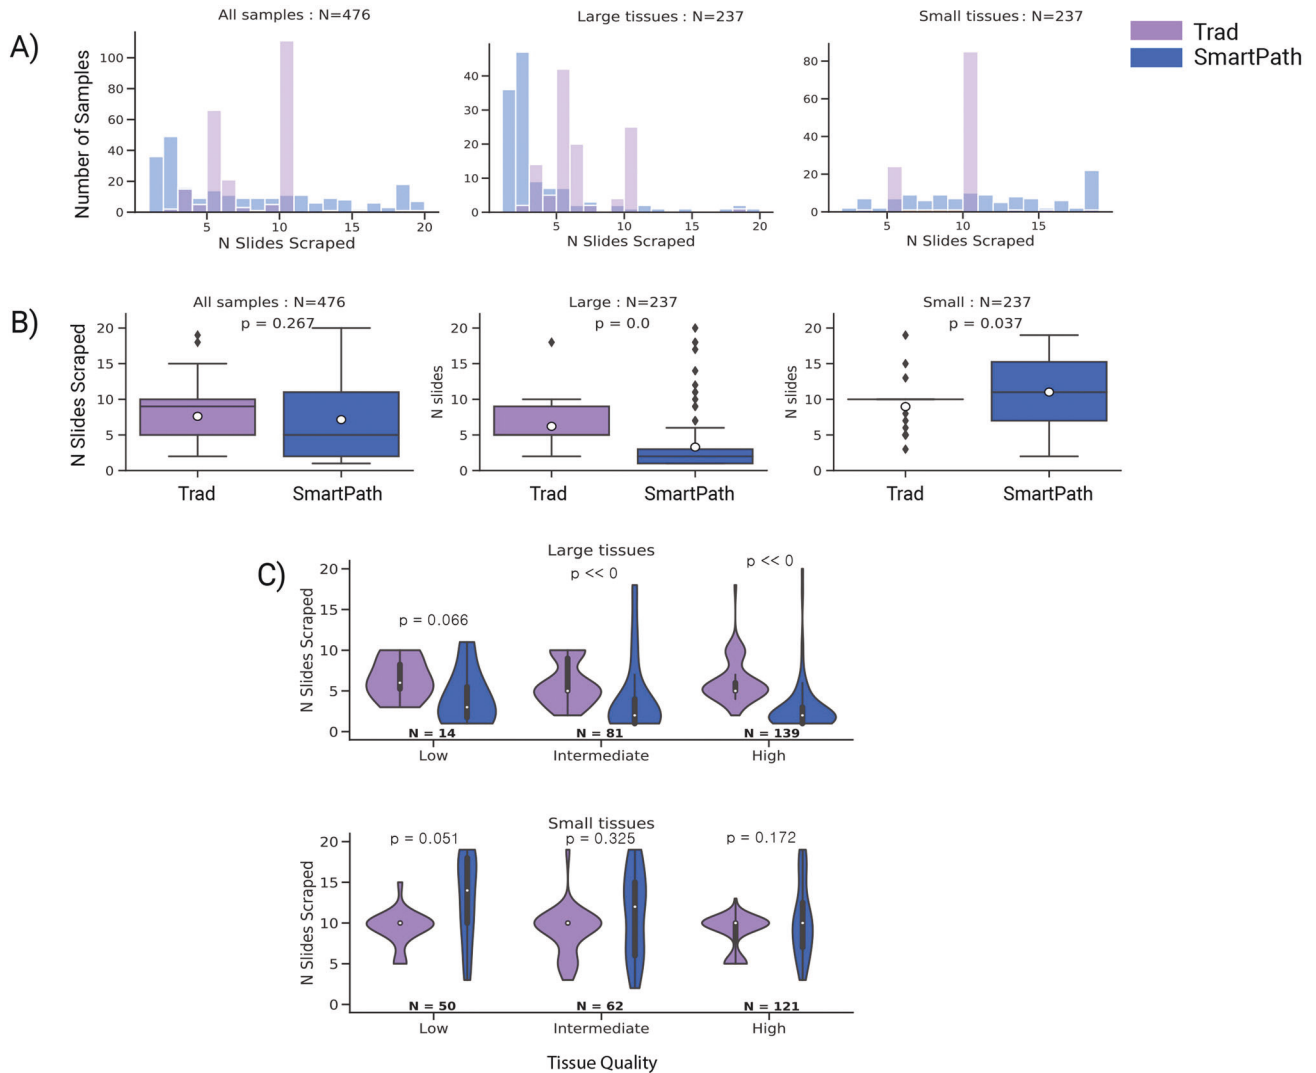 A)
All samples : N=476
Number of Samples
100
80
60
40
20
0
5
10
15
20
N Slides Scraped
Large tissues : N=237
40
30
20
10
0
5
10
15
20
N Slides Scraped
Small tissues : N=237
80
60
40
20
0
5
10
15
N Slides Scraped
Trad
SmartPath
B)
All samples : N=476
p = 0.267
N Slides Scraped
20
15
10
5
0
Trad
SmartPath
Large : N=237
p = 0.0
N slides
20
15
10
5
0
Trad
SmartPath
Small : N=237
p = 0.037
N slides
20
15
10
5
0
Trad
SmartPath
C)
Large tissues
N Slides Scraped
20
15
10
5
0
p = 0.066
p << 0
p << 0
N = 14
N = 81
N = 139
Low
Intermediate
High
Small tissues
N Slides Scraped
20
15
10
5
0
p = 0.051
p = 0.325
p = 0.172
N = 50
N = 62
N = 121
Low
Intermediate
High
Tissue Quality